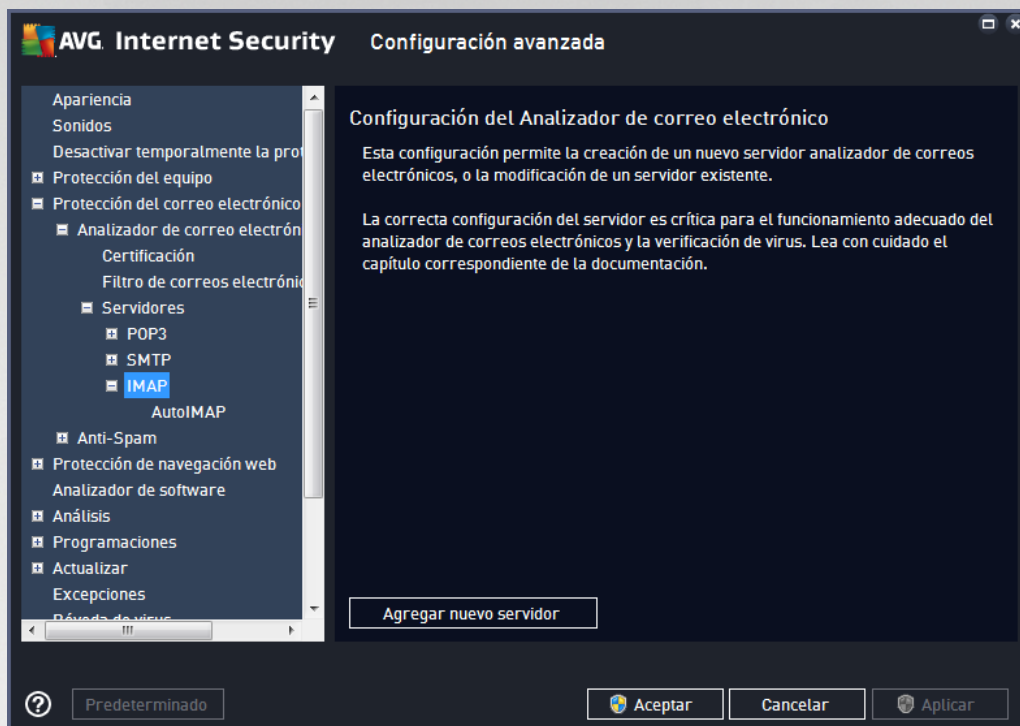 AVG. Internet Security
Configuración avanzada
Apariencia
Sonidos
Desactivar temporalmente la prot
Protección del equipo
Protección del correo electrónico
Analizador de correo electrón
Certificación
Filtro de correos electrónic
Servidores
POP3
SMTP
IMAP
AutoIMAP
Anti-Spam
Protección de navegación web
Analizador de software
Análisis
Programaciones
Actualizar
Excepciones
Bóveda de virus
Configuración del Analizador de correo electrónico
Esta configuración permite la creación de un nuevo servidor analizador de correos
electrónicos, o la modificación de un servidor existente.
La correcta configuración del servidor es crítica para el funcionamiento adecuado del
analizador de correos electrónicos y la verificación de virus. Lea con cuidado el
capítulo correspondiente de la documentación.
Agregar nuevo servidor
Predeterminado
Aceptar
Cancelar
Aplicar